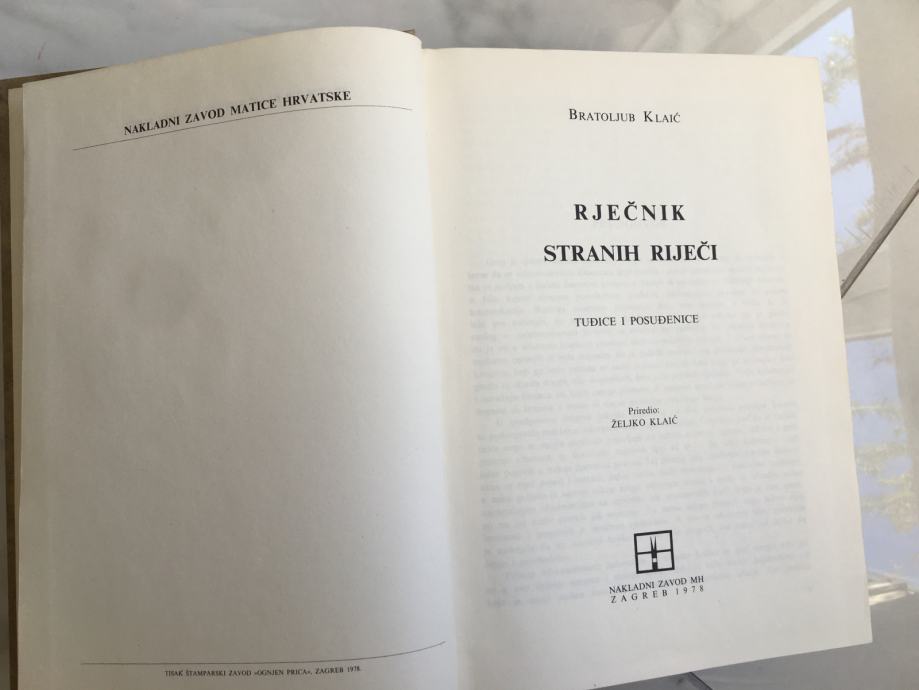 NAKLADNI ZAVOD MATICE HRVATSKE
TISAK ŠTAMPARSKI ZAVOD »OGNJEN PRICA«, ZAGREB 1978.
BRATOLJUB KLAIĆ
RJEČNIK
STRANIH RIJEČI
TUĐICE I POSUĐENICE
Priredio:
ŽELJKO KLAIĆ
NAKLADNI ZAVOD MH
ZAGREB 1978